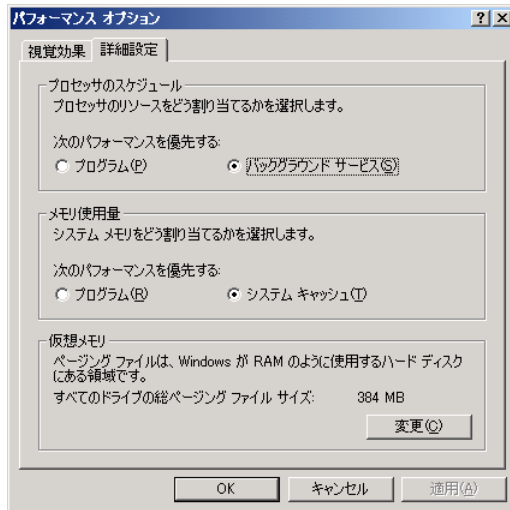 パフォーマンス オプション
視覚効果 詳細設定
プロセッサのスケジュール
プロセッサのリソースをどう割り当てるかを選択します。
次のパフォーマンスを優先する:
プログラム(P) バックグラウンド サービス(S)
メモリ使用量
システム メモリをどう割り当てるかを選択します。
次のパフォーマンスを優先する:
プログラム(R) システム キャッシュ(T)
仮想メモリ
ページング ファイルは、Windows が RAM のように使用するハード ディスク
にある領域です。
すべてのドライブの総ページング ファイル サイズ: 384 MB
変更(C)
OK キャンセル 適用(A)